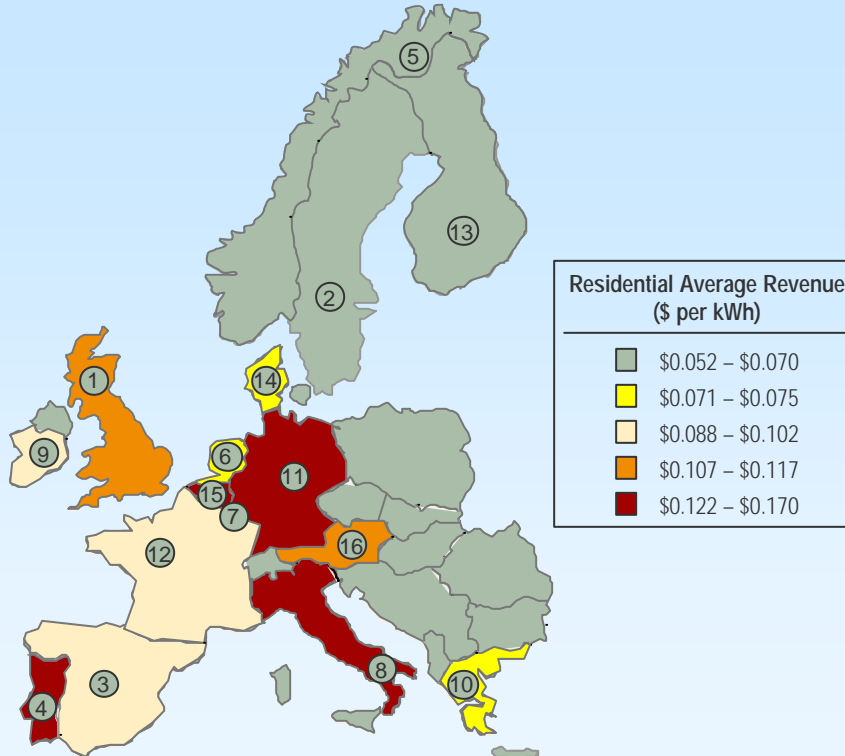 5
13
2
Residential Average Revenue
($ per kWh)
$0.052 – $0.070
$0.071 – $0.075
$0.088 – $0.102
$0.107 – $0.117
$0.122 – $0.170
1
14
9
6
11
15
7
12
16
8
3
10
4